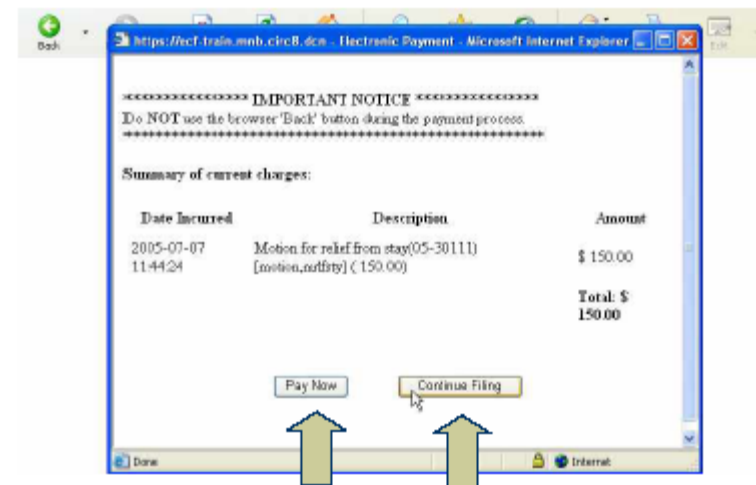 Back
https://ecf-train.mnb.circ8.dcn - Electronic Payment - Microsoft Internet Explorer
Edit
*************** IMPORTANT NOTICE ***************
Do NOT use the browser 'Back' button during the payment process.
****************************************************
Summary of current charges:
Date Incurred Description Amount
2005-07-07 Motion for relief from stay(05-30111) $ 150.00
11:44:24 [motion,mtfsty] ( 150.00)
Total: $
150.00
Pay Now Continue Filing
Done Internet